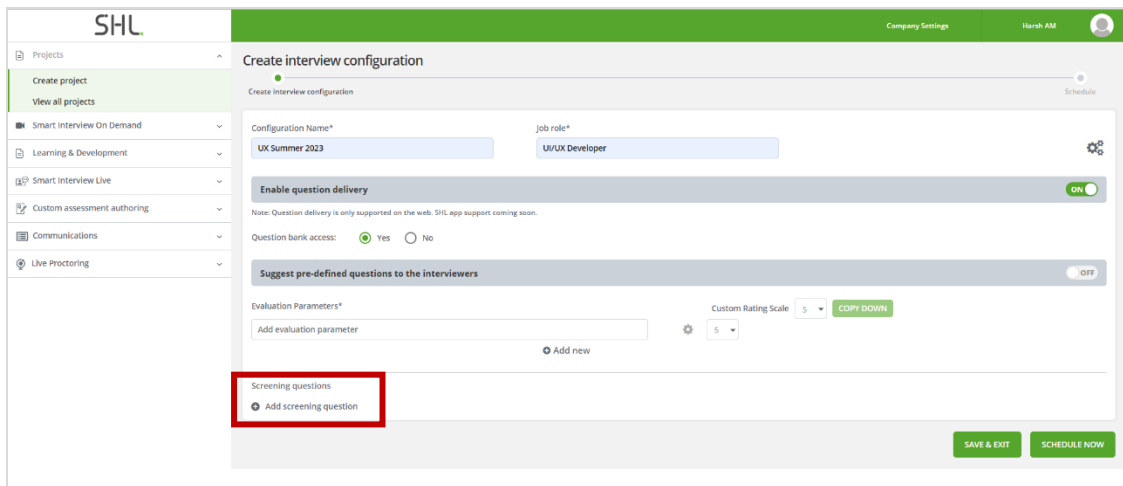 SHL.
Company Settings
Harsh AM
Projects
Create project
View all projects
Smart Interview On Demand
Learning & Development
Smart Interview Live
Custom assessment authoring
Communications
Live Proctoring
Create interview configuration
Create interview configuration
Schedule
Configuration Name*
Job role*
UX Summer 2023
UI/UX Developer
Enable question delivery
ON
Note: Question delivery is only supported on the web. SHL app support coming soon.
Question bank access: Yes No
Suggest pre-defined questions to the interviewers
OFF
Evaluation Parameters*
Custom Rating Scale 5 COPY DOWN
Add evaluation parameter
5
Add new
Screening questions
Add screening question
SAVE & EXIT
SCHEDULE NOW